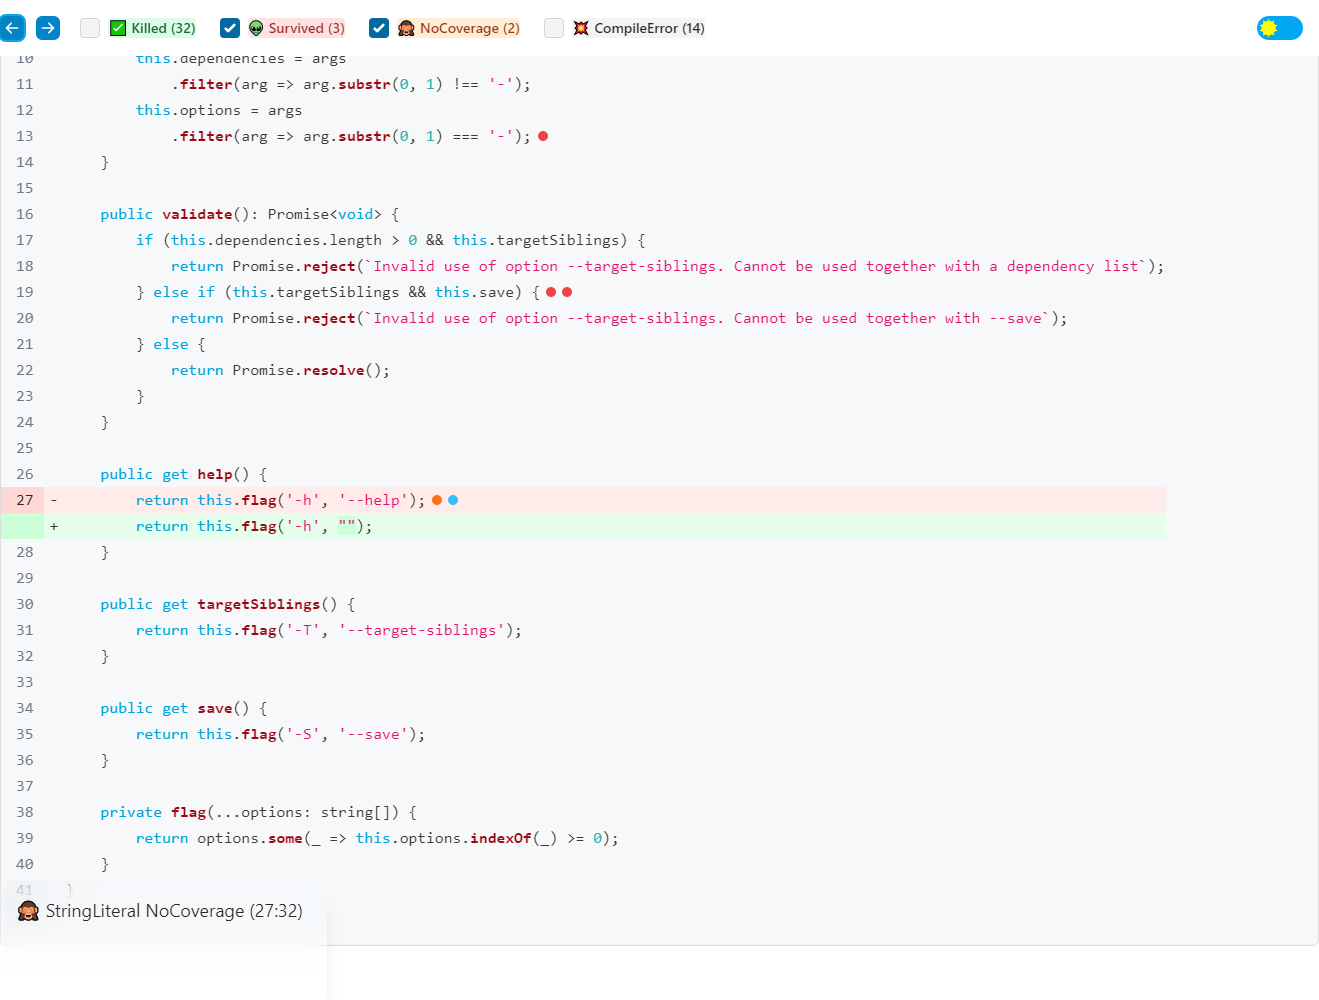 Killed (32) Survived (3) NoCoverage (2) CompileError (14)
10 this.dependencies = args
11 .filter(arg => arg.substr(0, 1) !== '-');
12 this.options = args
13 .filter(arg => arg.substr(0, 1) === '-');
14 }
15
16 public validate(): Promise<void> {
17 if (this.dependencies.length > 0 && this.targetSiblings) {
18 return Promise.reject(`Invalid use of option --target-siblings. Cannot be used together with a dependency list`);
19 } else if (this.targetSiblings && this.save) {
20 return Promise.reject(`Invalid use of option --target-siblings. Cannot be used together with --save`);
21 } else {
22 return Promise.resolve();
23 }
24 }
25
26 public get help() {
27 - return this.flag('-h', '--help');
+ return this.flag('-h', "");
28 }
29
30 public get targetSiblings() {
31 return this.flag('-T', '--target-siblings');
32 }
33
34 public get save() {
35 return this.flag('-S', '--save');
36 }
37
38 private flag(...options: string[]) {
39 return options.some(_ => this.options.indexOf(_) >= 0);
40 }
41 }
StringLiteral NoCoverage (27:32)